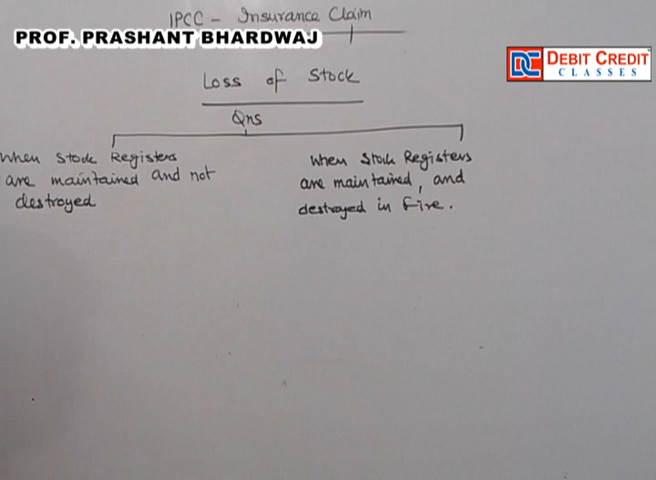 IPCC - Insurance Claim
PROF. PRASHANT BHARDWAJ
DC DEBIT CREDIT
CLASSES
Loss of Stock
Qns
When Stock Registers
are maintained and not
destroyed
When Stock Registers
are maintained, and
destroyed in Fire.